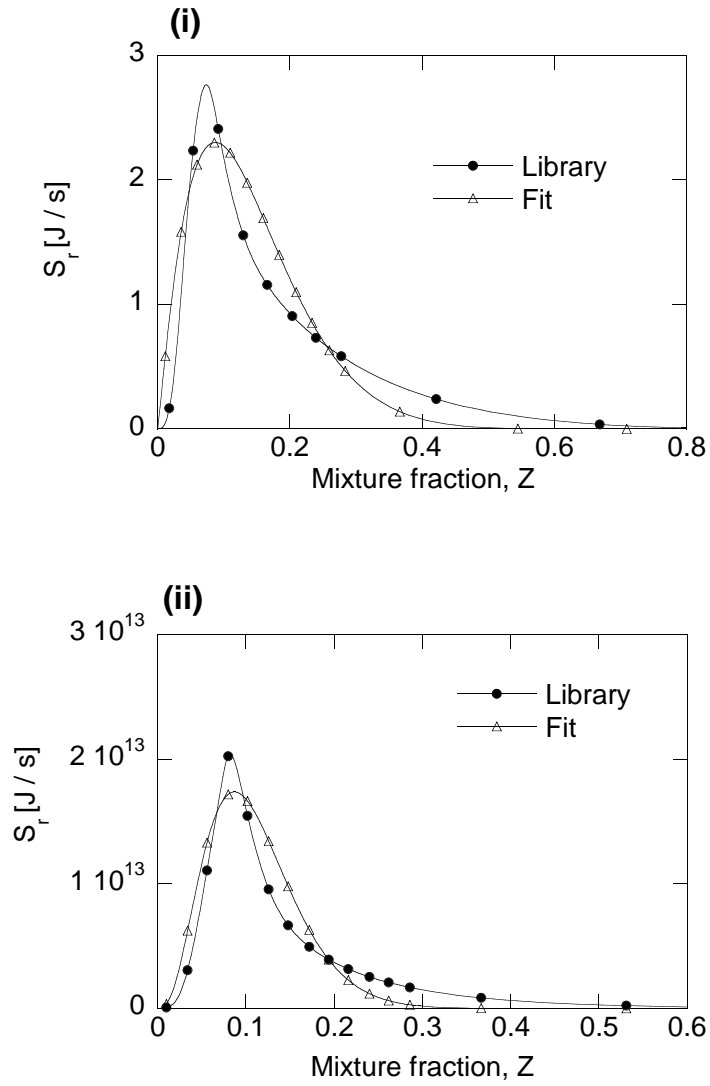 (i)
3
2
1
0
S_r [J / s]
Library
Fit
0
0.2
0.4
0.6
0.8
Mixture fraction, Z
(ii)
3 10^13
2 10^13
1 10^13
0
S_r [J / s]
Library
Fit
0
0.1
0.2
0.3
0.4
0.5
0.6
Mixture fraction, Z